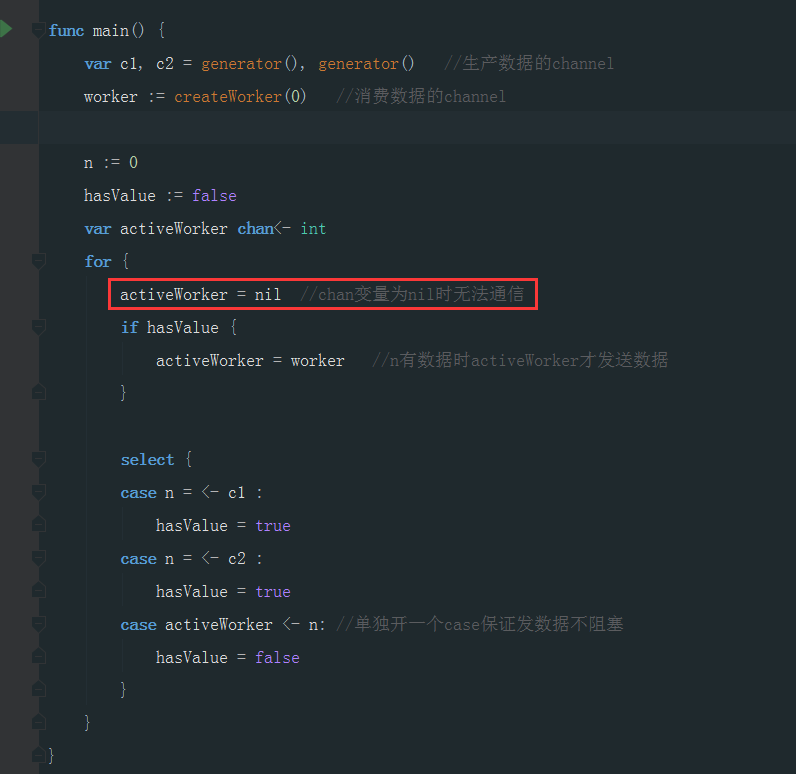 func main() {
var c1, c2 = generator(), generator() //生产数据的channel
worker := createWorker(0) //消费数据的channel
n := 0
hasValue := false
var activeWorker chan<- int
for {
activeWorker = nil //chan变量为nil时无法通信
if hasValue {
activeWorker = worker //n有数据时activeWorker才发送数据
}
select {
case n = <- c1 :
hasValue = true
case n = <- c2 :
hasValue = true
case activeWorker <- n: //单独开一个case保证发数据不阻塞
hasValue = false
}
}
}